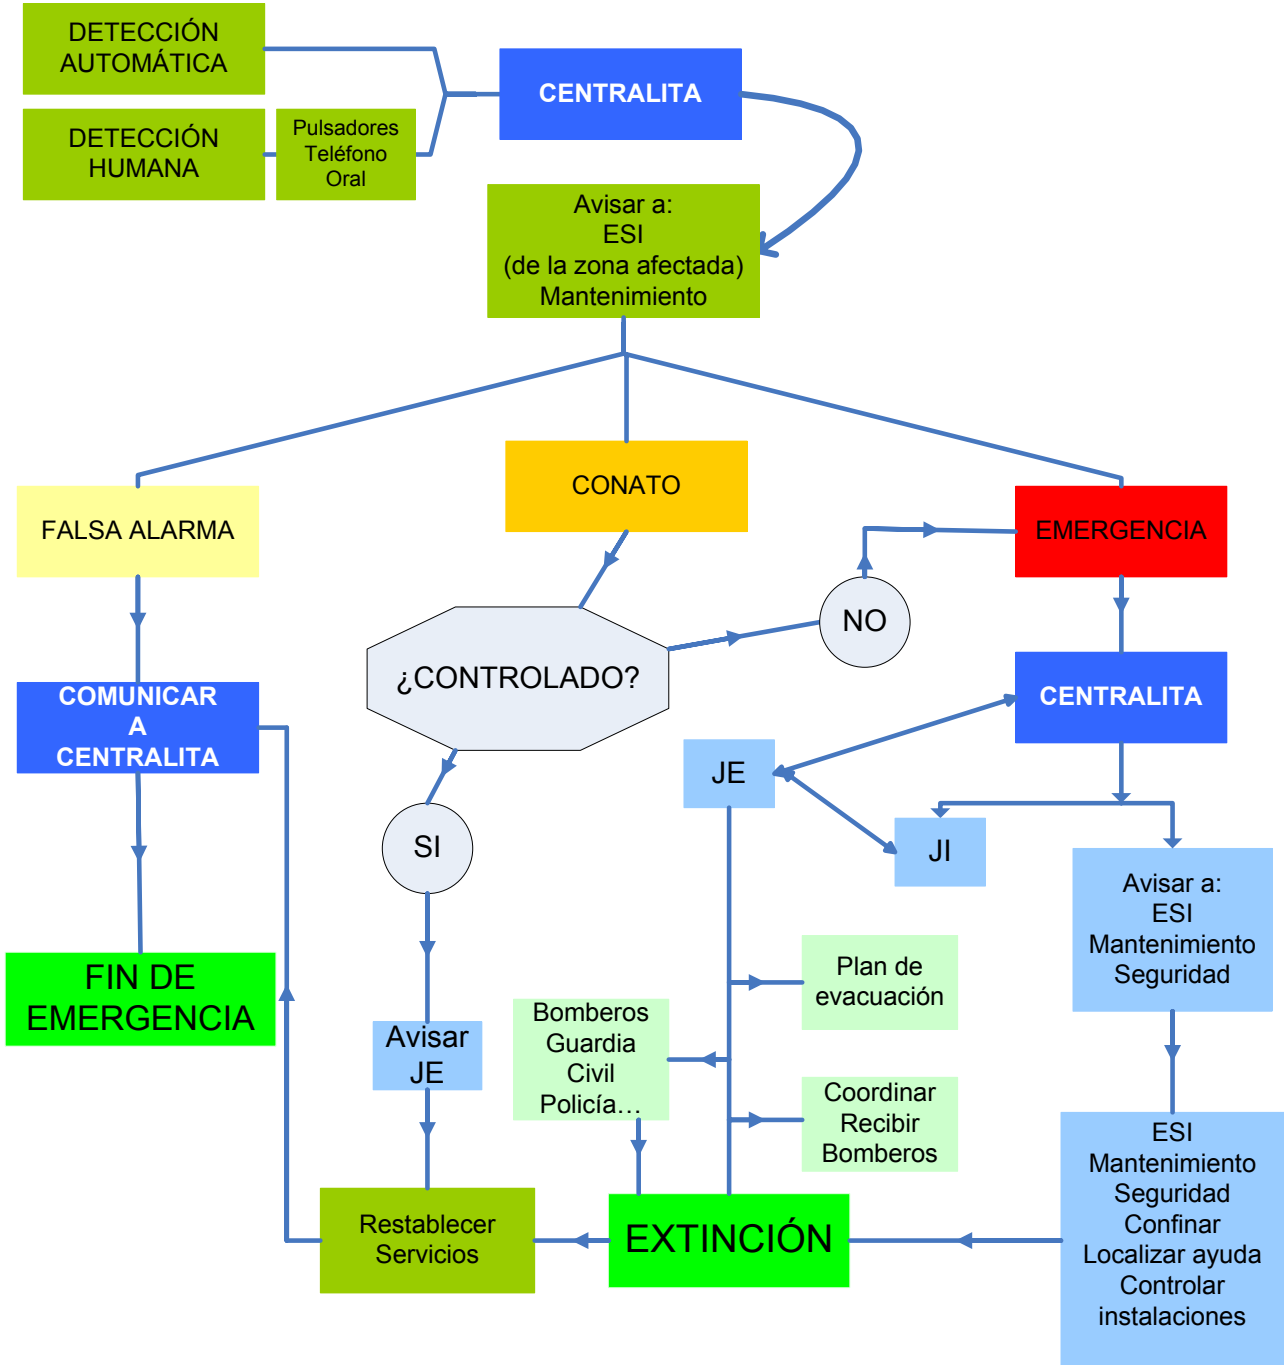 DETECCIÓN
AUTOMÁTICA
CENTRALITA
DETECCIÓN
HUMANA
Pulsadores
Teléfono
Oral
Avisar a:
ESI
(de la zona afectada)
Mantenimiento
FALSA ALARMA
CONATO
EMERGENCIA
¿CONTROLADO?
NO
COMUNICAR
A
CENTRALITA
CENTRALITA
JE
SI
JI
Avisar a:
ESI
Mantenimiento
Seguridad
FIN DE
EMERGENCIA
Plan de
evacuación
Avisar
JE
Bomberos
Guardia
Civil
Policía…
Coordinar
Recibir
Bomberos
Restablecer
Servicios
EXTINCIÓN
ESI
Mantenimiento
Seguridad
Confinar
Localizar ayuda
Controlar
instalaciones